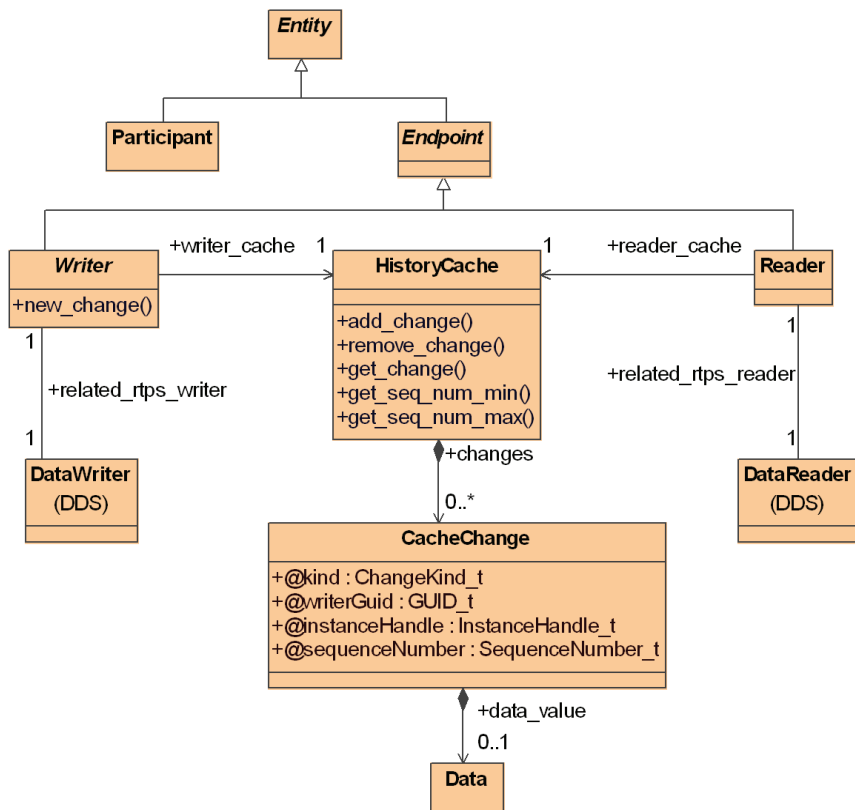 Entity
Participant
Endpoint
+writer_cache
1
1
+reader_cache
Writer
+new_change()
HistoryCache
+add_change()
+remove_change()
+get_change()
+get_seq_num_min()
+get_seq_num_max()
Reader
1
+related_rtps_writer
1
1
+related_rtps_reader
1
DataWriter
(DDS)
+changes
0..*
DataReader
(DDS)
CacheChange
+@kind : ChangeKind_t
+@writerGuid : GUID_t
+@instanceHandle : InstanceHandle_t
+@sequenceNumber : SequenceNumber_t
+data_value
0..1
Data